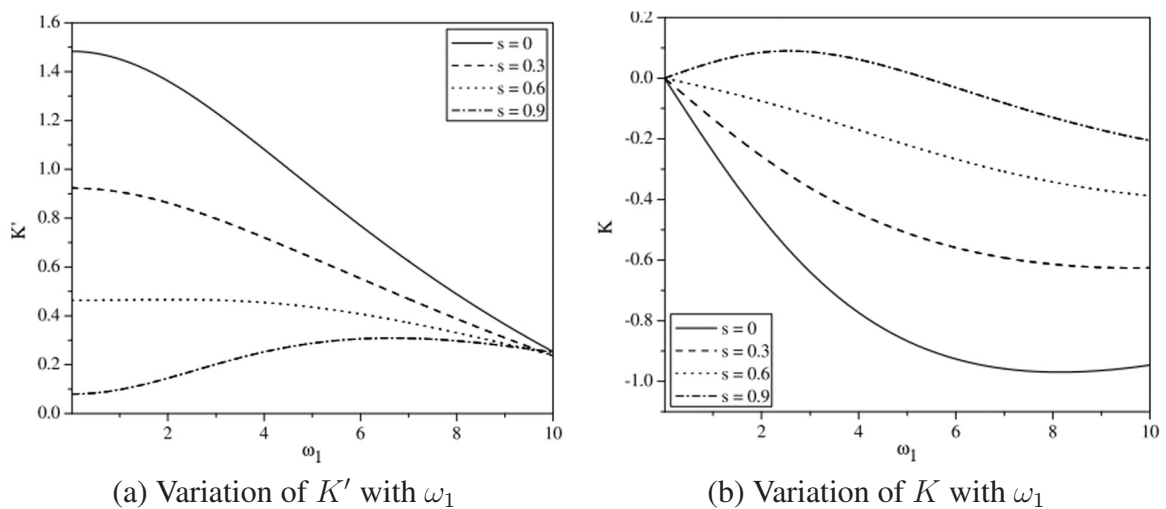 1.6
1.4
1.2
1.0
0.8
0.6
0.4
0.2
0.0
K'
2 4 6 8 10
ω₁
s = 0
s = 0.3
s = 0.6
s = 0.9
(a) Variation of K′ with ω₁
0.2
0.0
-0.2
-0.4
-0.6
-0.8
-1.0
K
s = 0
s = 0.3
s = 0.6
s = 0.9
2 4 6 8 10
ω₁
(b) Variation of K with ω₁